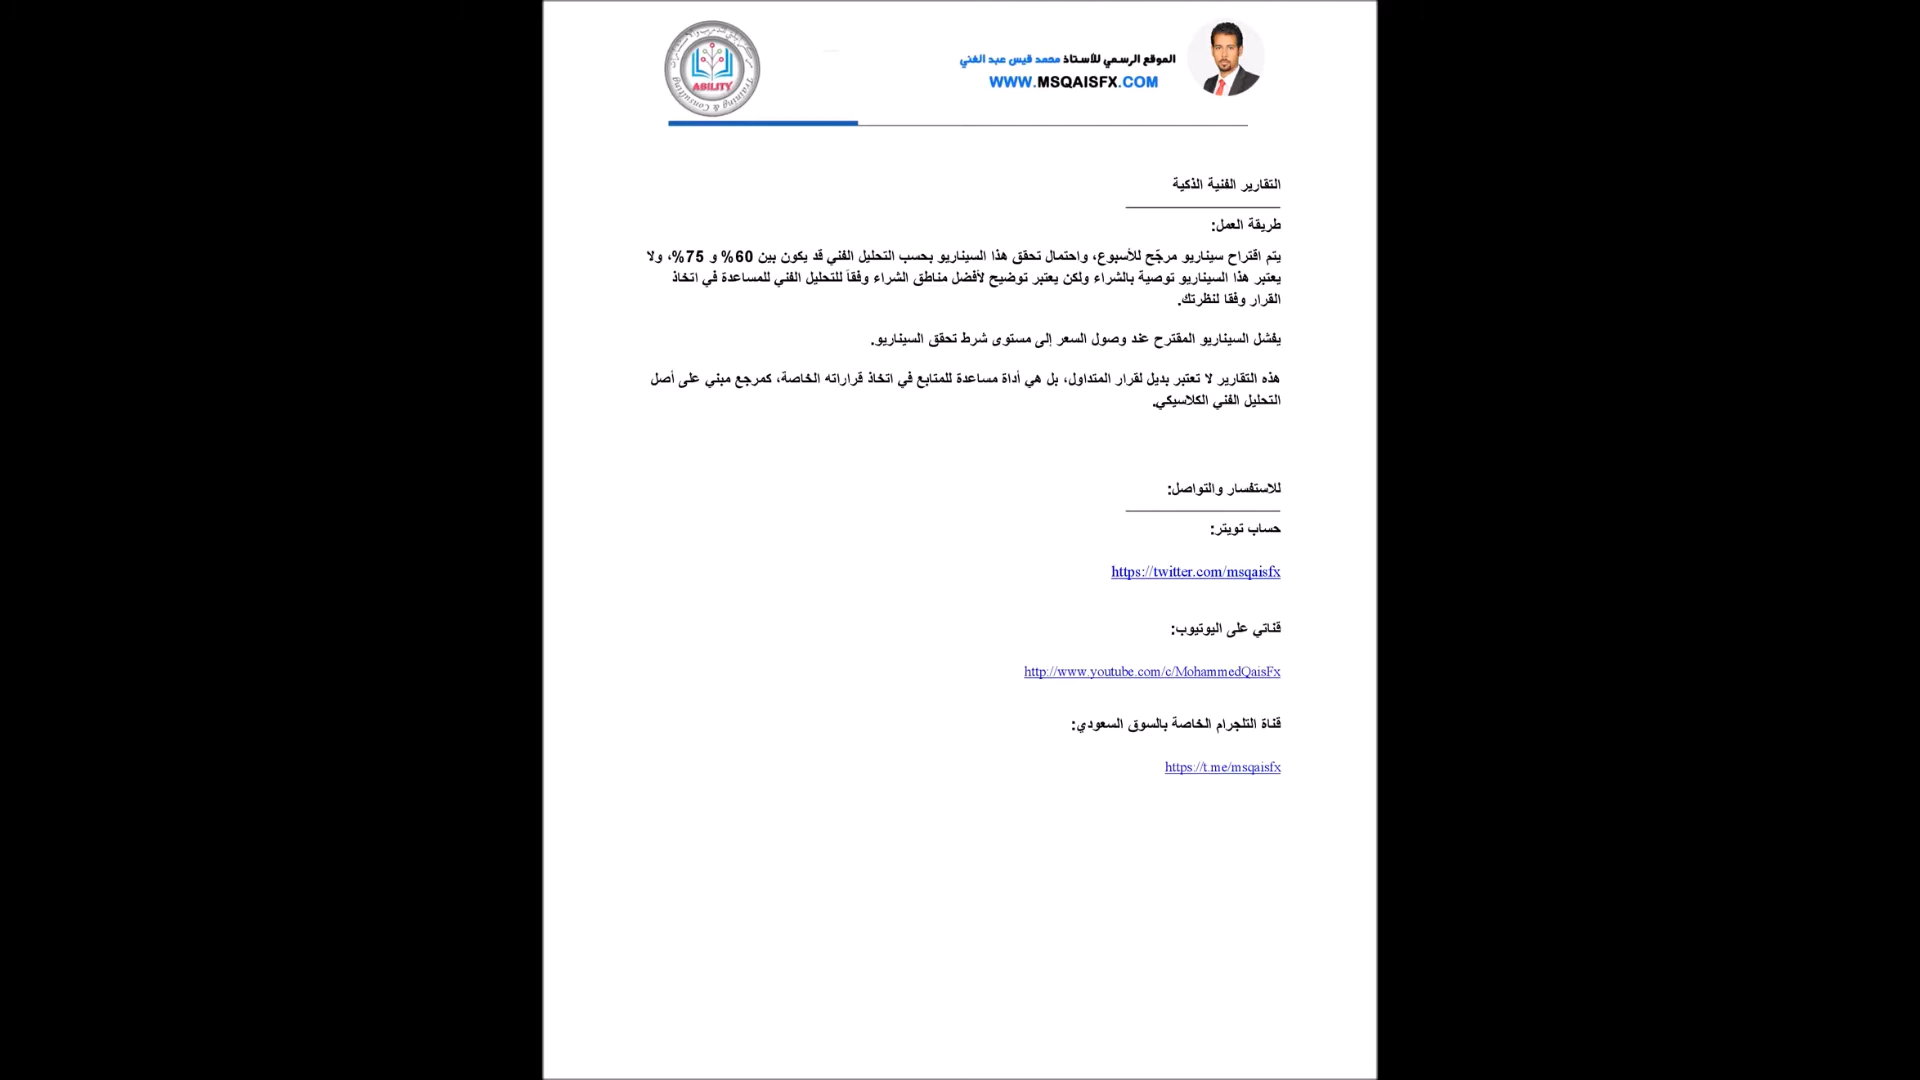 الموقع الرسمي للأستاذ محمد قيس عبد الغني
WWW.MSQAISFX.COM
ABILITY
Training & Consulting
التقارير الفنية الذكية
طريقة العمل:
يتم اقتراح سيناريو مرجّح للأسبوع، واحتمال تحقق هذا السيناريو بحسب التحليل الفني قد يكون بين 60% و 75%، ولا
يعتبر هذا السيناريو توصية بالشراء ولكن يعتبر توضيح لأفضل مناطق الشراء وفقاً للتحليل الفني للمساعدة في اتخاذ
القرار وفقا لنظرتك.
يفشل السيناريو المقترح عند وصول السعر إلى مستوى شرط تحقق السيناريو.
هذه التقارير لا تعتبر بديل لقرار المتداول، بل هي أداة مساعدة للمتابع في اتخاذ قراراته الخاصة، كمرجع مبني على أصل
التحليل الفني الكلاسيكي.
للاستفسار والتواصل:
حساب تويتر:
https://twitter.com/msqaisfx
قناتي على اليوتيوب:
http://www.youtube.com/c/MohammedQaisFx
قناة التلجرام الخاصة بالسوق السعودي:
https://t.me/msqaisfx